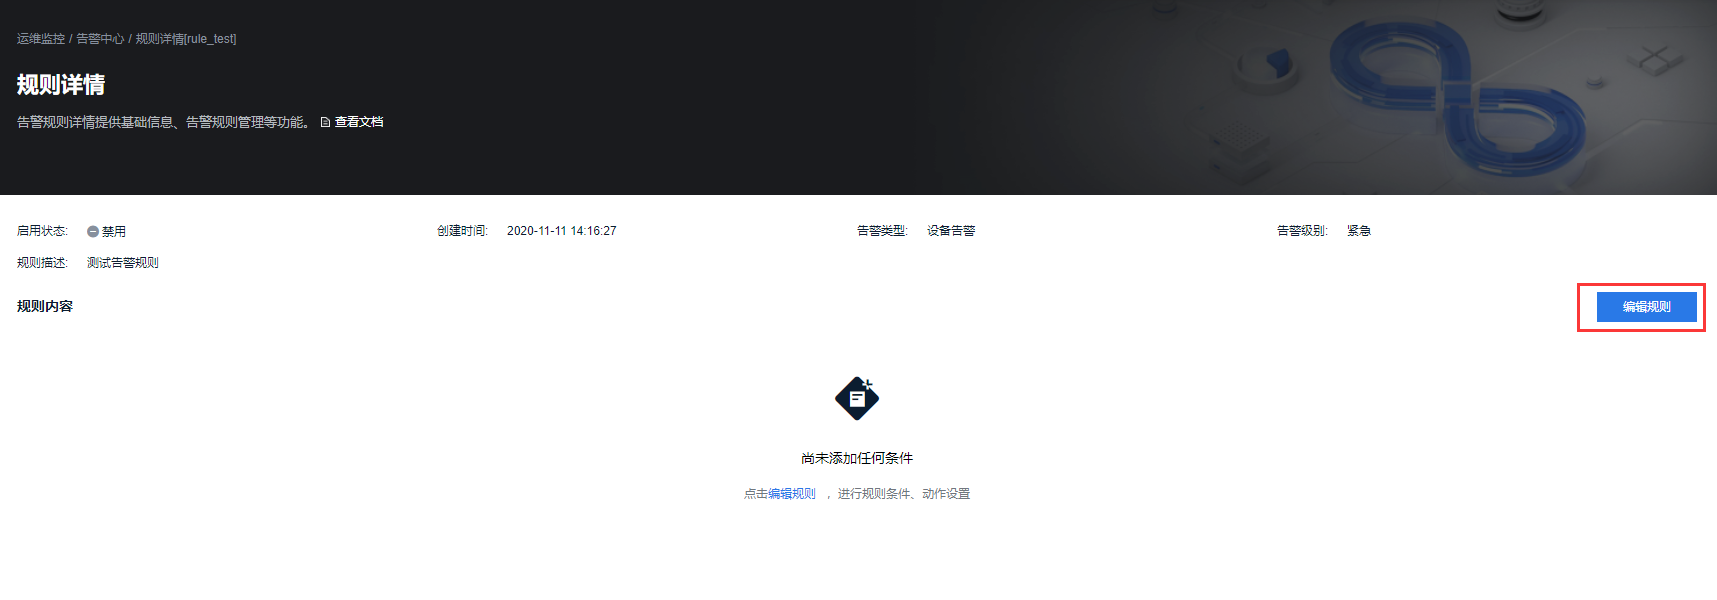 运维监控 / 告警中心 / 规则详情[rule_test]
规则详情
告警规则详情提供基础信息、告警规则管理等功能。 查看文档
启用状态: 禁用 创建时间: 2020-11-11 14:16:27 告警类型: 设备告警 告警级别: 紧急
规则描述: 测试告警规则
规则内容 编辑规则
尚未添加任何条件
点击编辑规则 ，进行规则条件、动作设置